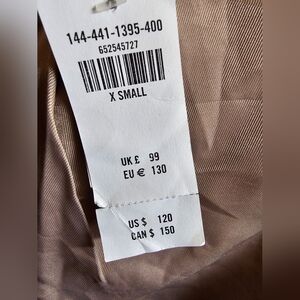 144-441-1395-400
652545727
X SMALL
UK £ 99
EU € 130
US $ 120
CAN $ 150